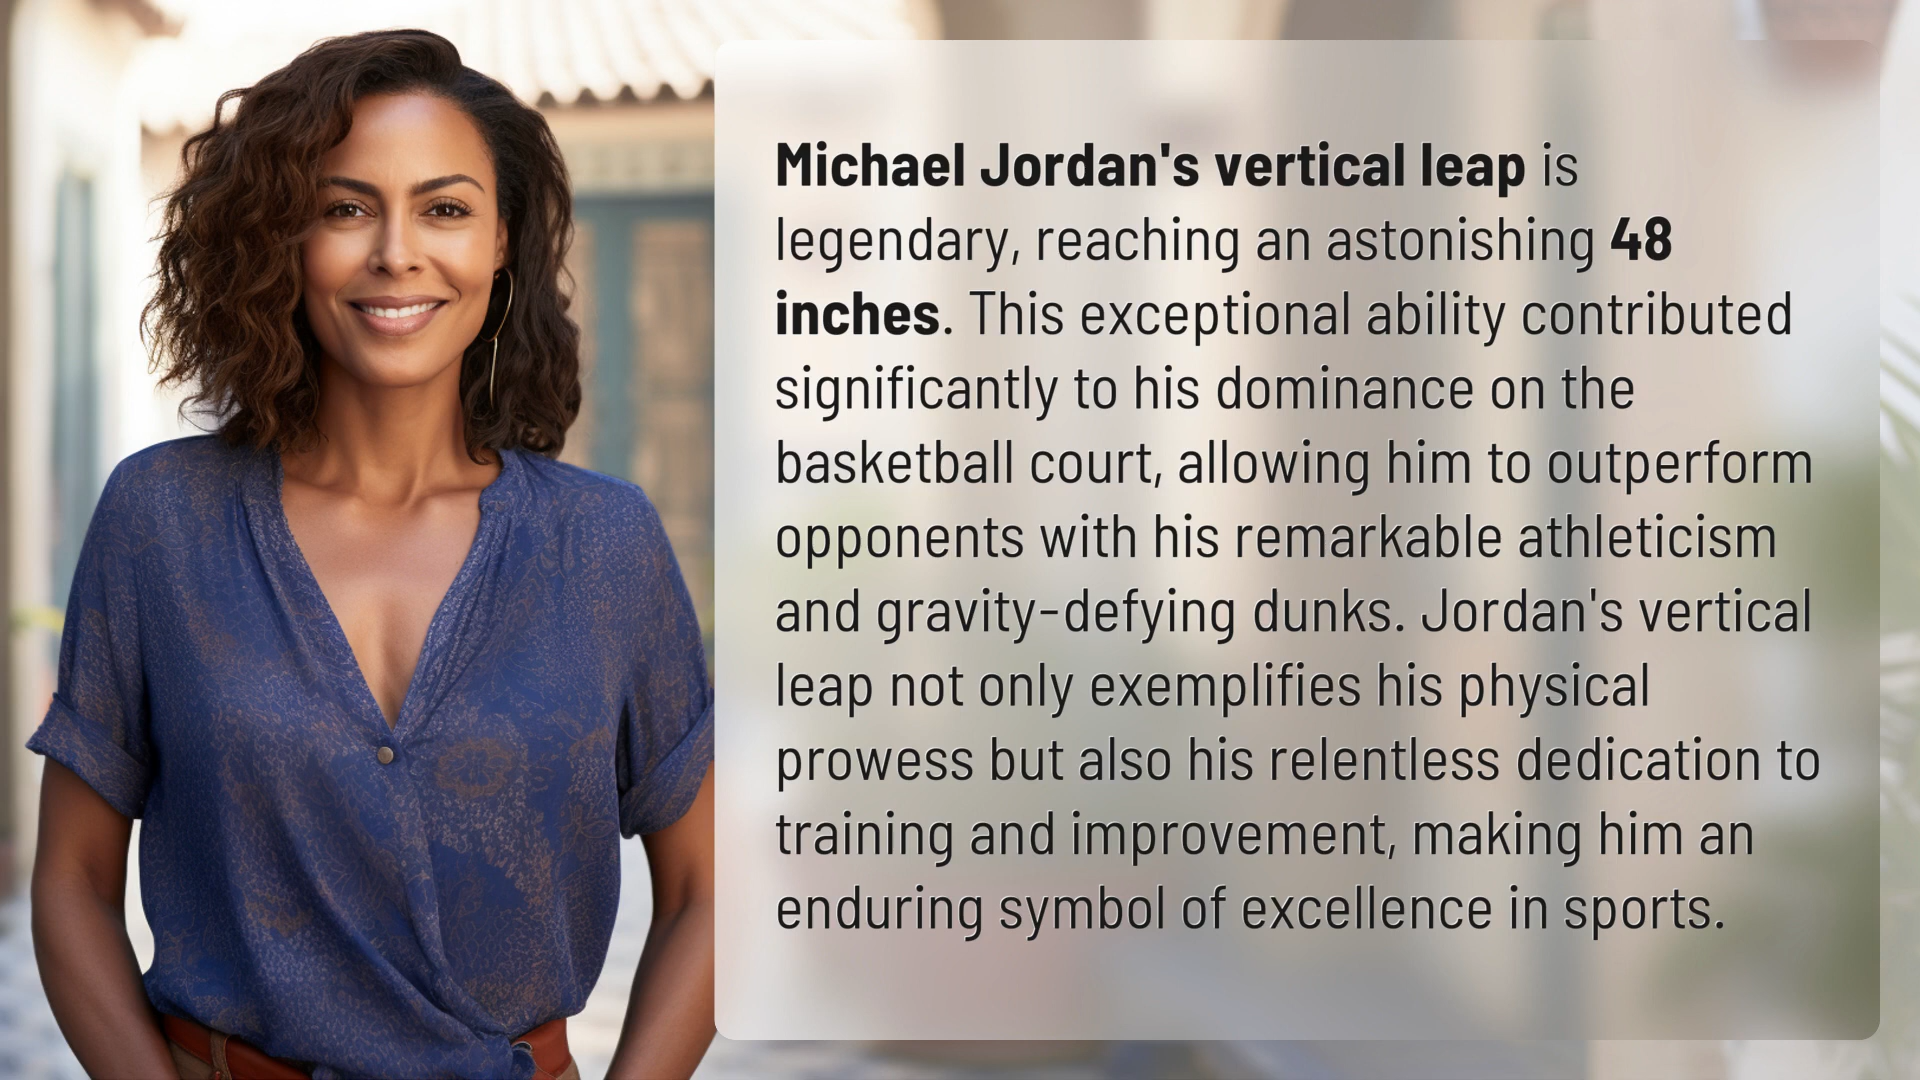 Michael Jordan's vertical leap is
legendary, reaching an astonishing 48
inches. This exceptional ability contributed
significantly to his dominance on the
basketball court, allowing him to outperform
opponents with his remarkable athleticism
and gravity-defying dunks. Jordan's vertical
leap not only exemplifies his physical
prowess but also his relentless dedication to
training and improvement, making him an
enduring symbol of excellence in sports.